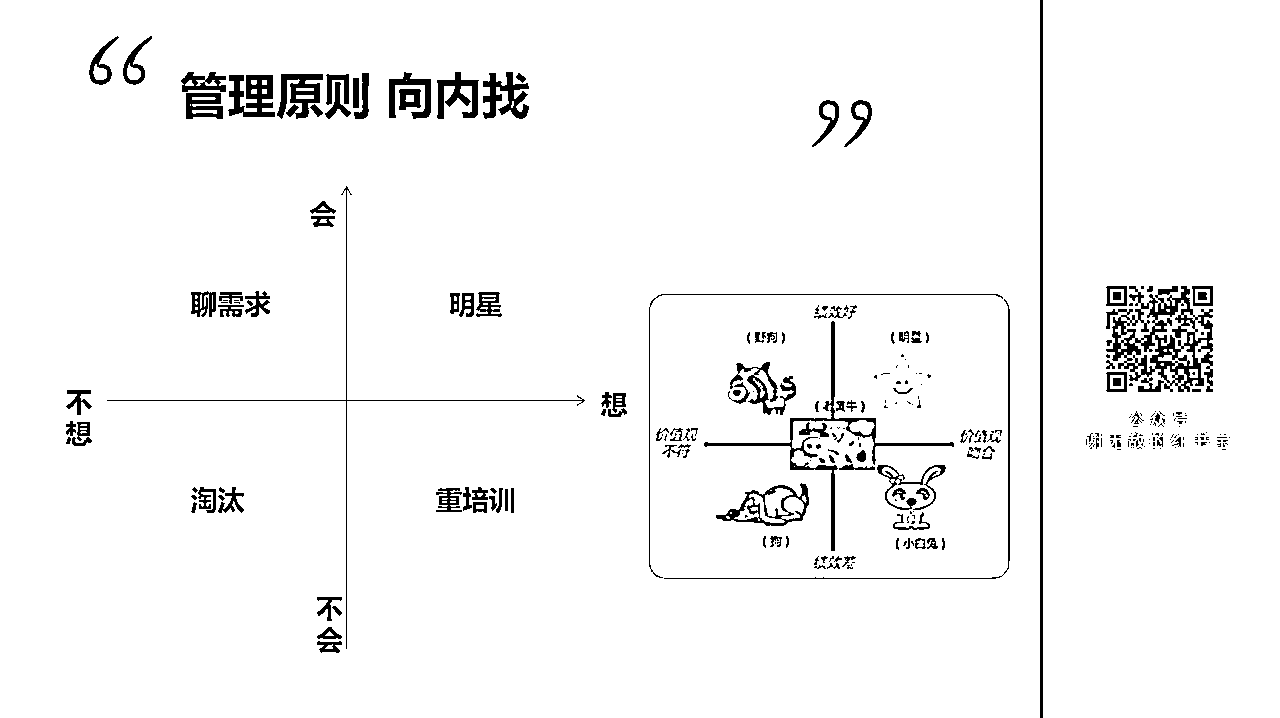 “
管理原则 向内找
”
会
聊需求
明星
不想
想
淘汰
重培训
不会
绩效好
(野狗)
(明星)
(老黄牛)
价值观
不符
价值观
吻合
(狗)
(小白兔)
绩效差
公众号